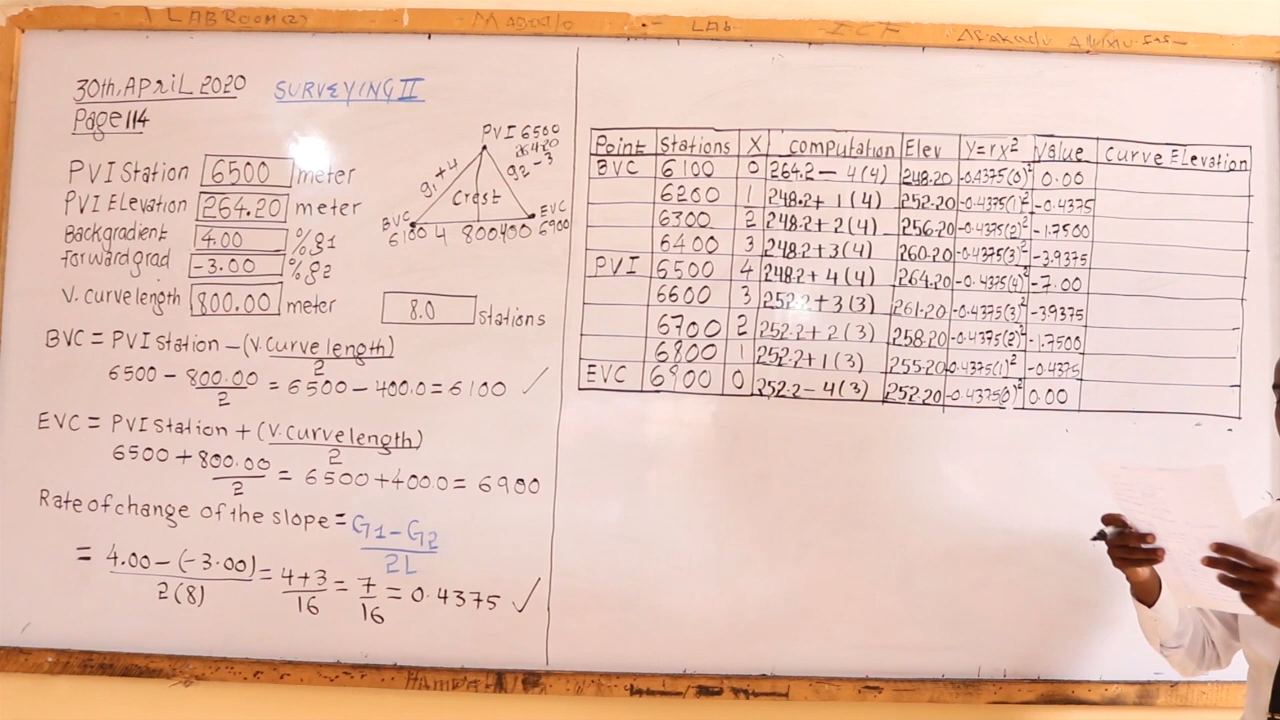 LAB ROOM(2)
LAB
ICT
30th, APRIL 2020 SURVEYING II
Page 114
PVI Station 6500 meter
PVI Elevation 264.20 meter
Backgradient 4.00 % g1
forward grad -3.00 % g2
V. curve length 800.00 meter 8.0 stations
PVI 6500
26420
g1 + 4
g2 - 3
Crest
BVC
EVC
6100 4 800400 6900
BVC = PVI Station - (V. curve length)
2
6500 - 800.00 = 6500 - 400.0 = 6100 ✓
2
EVC = PVI Station + (V. curve length)
2
6500 + 800.00 = 6500 + 400.0 = 6900
2
Rate of change of the slope = G1 - G2
2L
= 4.00 - (-3.00) = 4+3 = 7 = 0.4375 ✓
2(8) 16 16
Point Stations X computation Elev Y=rx² Value Curve Elevation
BVC 6100 0 264.2 - 4(4) 248.20 -0.4375(0)² 0.00
6200 1 248.2 + 1(4) 252.20 -0.4375(1)² -0.4375
6300 2 248.2 + 2(4) 256.20 -0.4375(2)² -1.7500
6400 3 248.2 + 3(4) 260.20 -0.4375(3)² -3.9375
PVI 6500 4 248.2 + 4(4) 264.20 -0.4375(4)² -7.00
6600 3 252.2 + 3(3) 261.20 -0.4375(3)² -39375
6700 2 252.2 + 2(3) 258.20 -0.4375(2)² -1.7500
6800 1 252.2 + 1(3) 255.20 -0.4375(1)² -0.4375
EVC 6900 0 252.2 - 4(3) 252.20 -0.4375(0)² 0.00